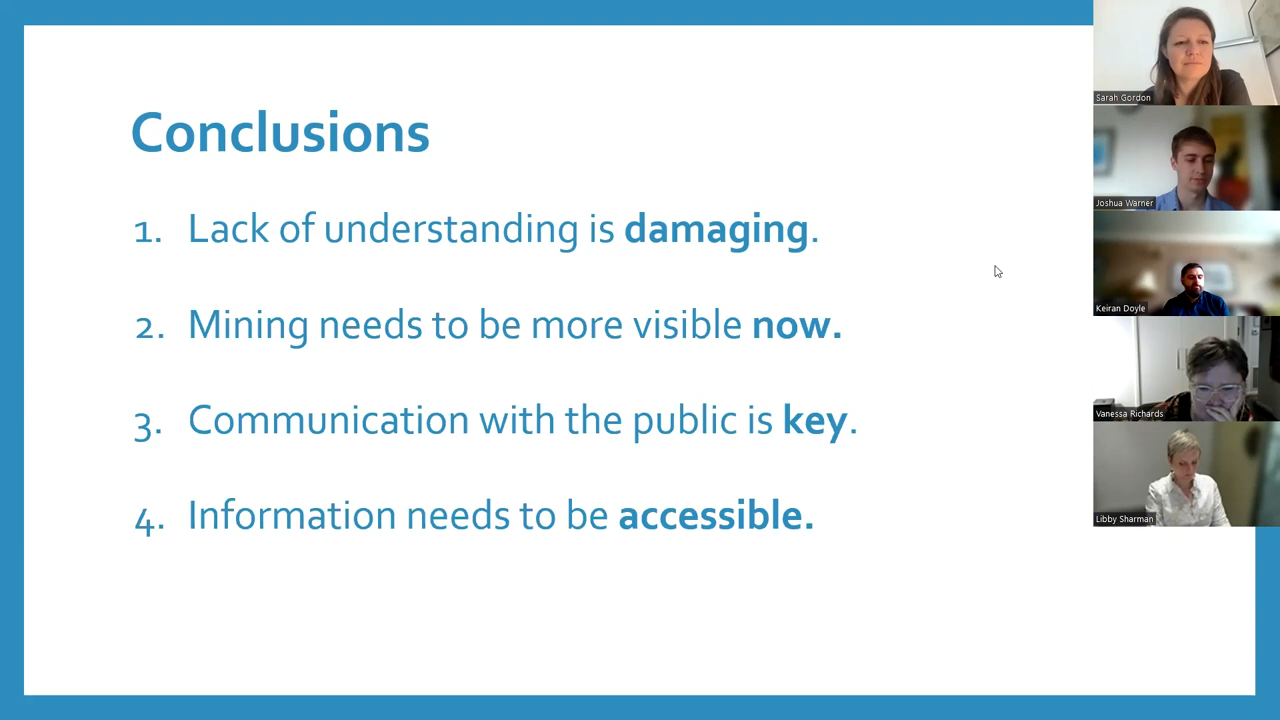 Conclusions
1. Lack of understanding is damaging.
2. Mining needs to be more visible now.
3. Communication with the public is key.
4. Information needs to be accessible.
Sarah Gordon
Joshua Warner
Keiran Doyle
Vanessa Richards
Libby Sharman